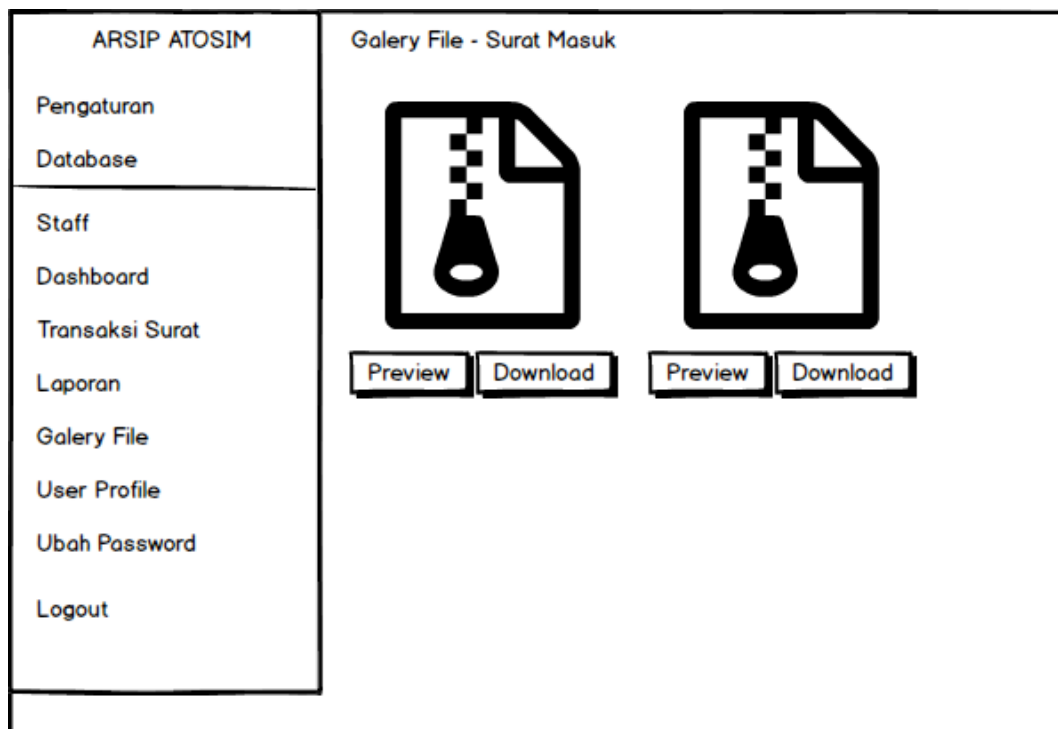 ARSIP ATOSIM
Pengaturan
Database
Staff
Dashboard
Transaksi Surat
Laporan
Galery File
User Profile
Ubah Password
Logout
Galery File - Surat Masuk
Preview Download Preview Download